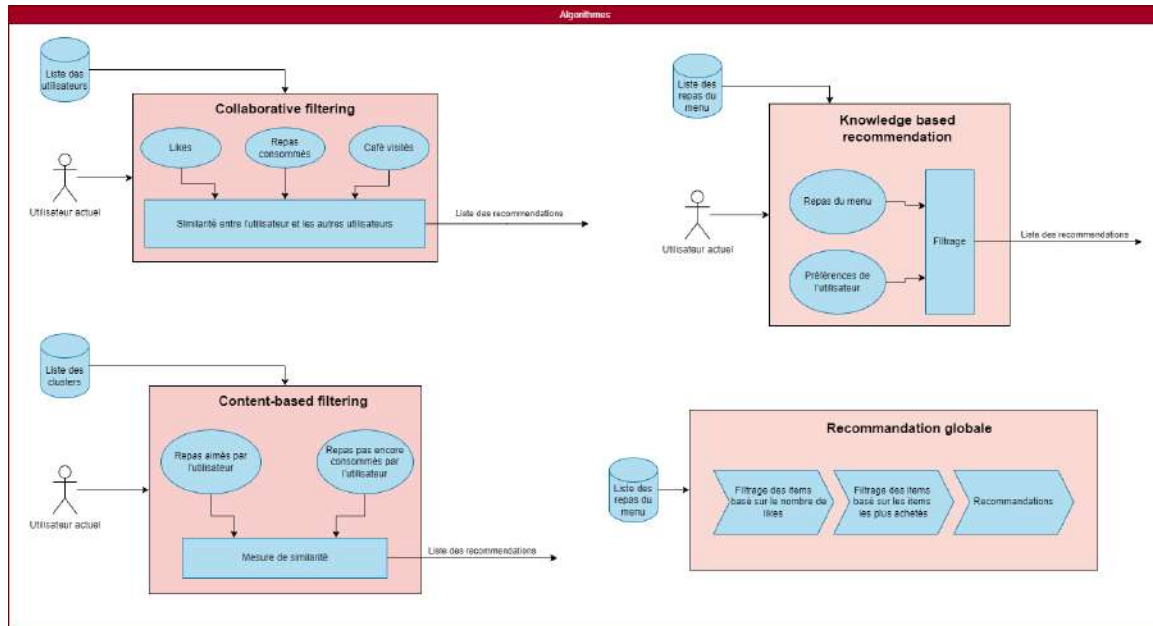 Algorithmes
Liste des
utilisateurs
Collaborative filtering
Likes
Repas
consommés
Café visités
Utilisateur actuel
Similarité entre l'utilisateur et les autres utilisateurs
Liste des recommendations
Liste des
repas du
menu
Knowledge based
recommendation
Repas du menu
Utilisateur actuel
Filtrage
Liste des recommendations
Préférences de
l'utilisateur
Liste des
clusters
Content-based filtering
Repas aimés par
l'utilisateur
Repas pas encore
consommés par
l'utilisateur
Utilisateur actuel
Mesure de similarité
Liste des recommendations
Recommandation globale
Liste des
repas du
menu
Filtrage des items
basé sur le nombre de
likes
Filtrage des items
basé sur les items
les plus achetés
Recommandations